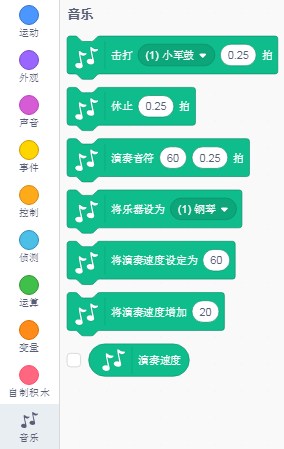 音乐
运动
外观
声音
事件
控制
侦测
运算
变量
自制积木
音乐
击打 (1) 小军鼓 0.25 拍
休止 0.25 拍
演奏音符 60 0.25 拍
将乐器设为 (1) 钢琴
将演奏速度设定为 60
将演奏速度增加 20
演奏速度